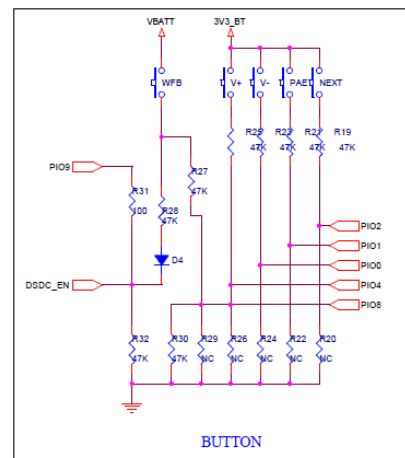 VBATT 3V3_BT
WFB V+ V- PAE NEXT
R25 R23 R21 R19
47K 47K 47K 47K
PIO9 R27
47K
R31
100 R28
47K
PIO2
PIO1
D4
PIO0
DSDC_EN PIO4
PIO8
R32 R30 R29 R26 R24 R22 R20
47K 47K NC NC NC NC NC
BUTTON